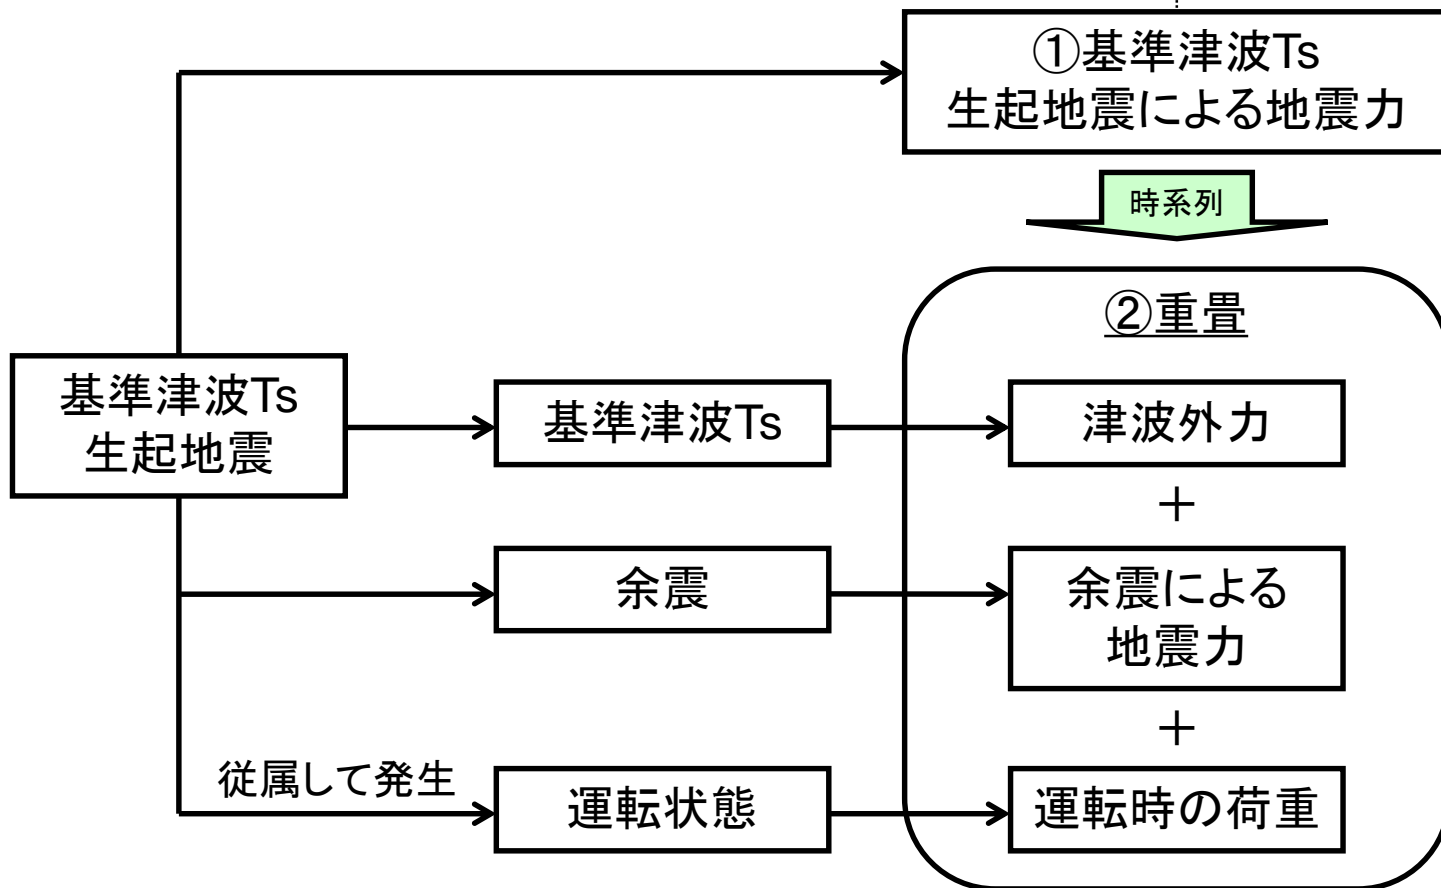 ①基準津波Ts
生起地震による地震力
時系列
②重畳
基準津波Ts
生起地震
基準津波Ts
津波外力
＋
余震
余震による
地震力
＋
従属して発生
運転状態
運転時の荷重